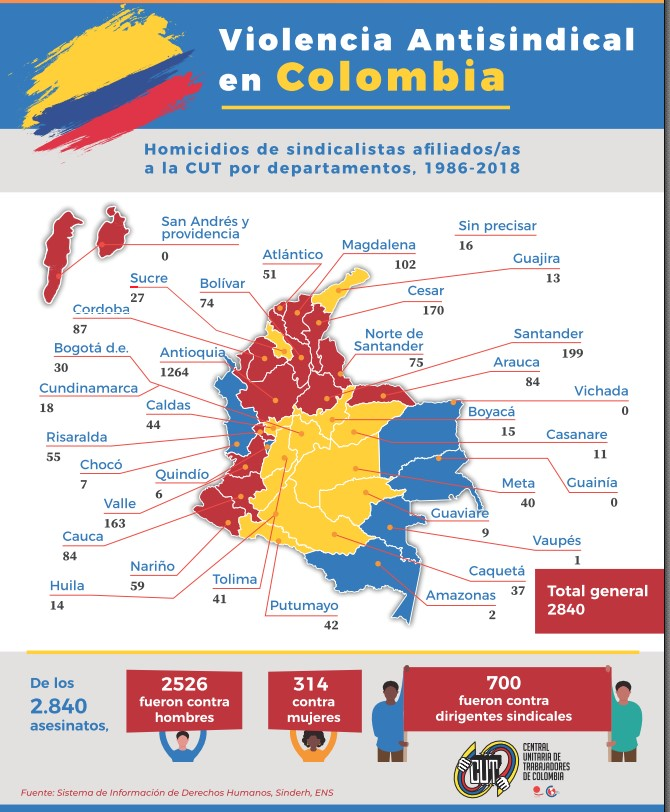 Violencia Antisindical
en Colombia
Homicidios de sindicalistas afiliados/as
a la CUT por departamentos, 1986-2018
San Andrés y
providencia
0
Sin precisar
16
Magdalena
102
Atlántico
51
Guajira
13
Sucre
27
Bolívar
74
Cesar
170
Cordoba
87
Norte de
Santander
75
Santander
199
Bogotá d.e.
30
Antioquia
1264
Arauca
84
Cundinamarca
18
Vichada
0
Caldas
44
Boyacá
15
Casanare
11
Risaralda
55
Chocó
7
Quindío
6
Meta
40
Guainía
0
Valle
163
Guaviare
9
Cauca
84
Vaupés
1
Nariño
59
Caquetá
37
Huila
14
Tolima
41
Amazonas
2
Putumayo
42
Total general
2840
De los
2.840
asesinatos,
2526
fueron contra
hombres
314
contra
mujeres
700
fueron contra
dirigentes sindicales
CUT
CENTRAL
UNITARIA DE
TRABAJADORES
DE COLOMBIA
Fuente: Sistema de Información de Derechos Humanos, Sinderh, ENS